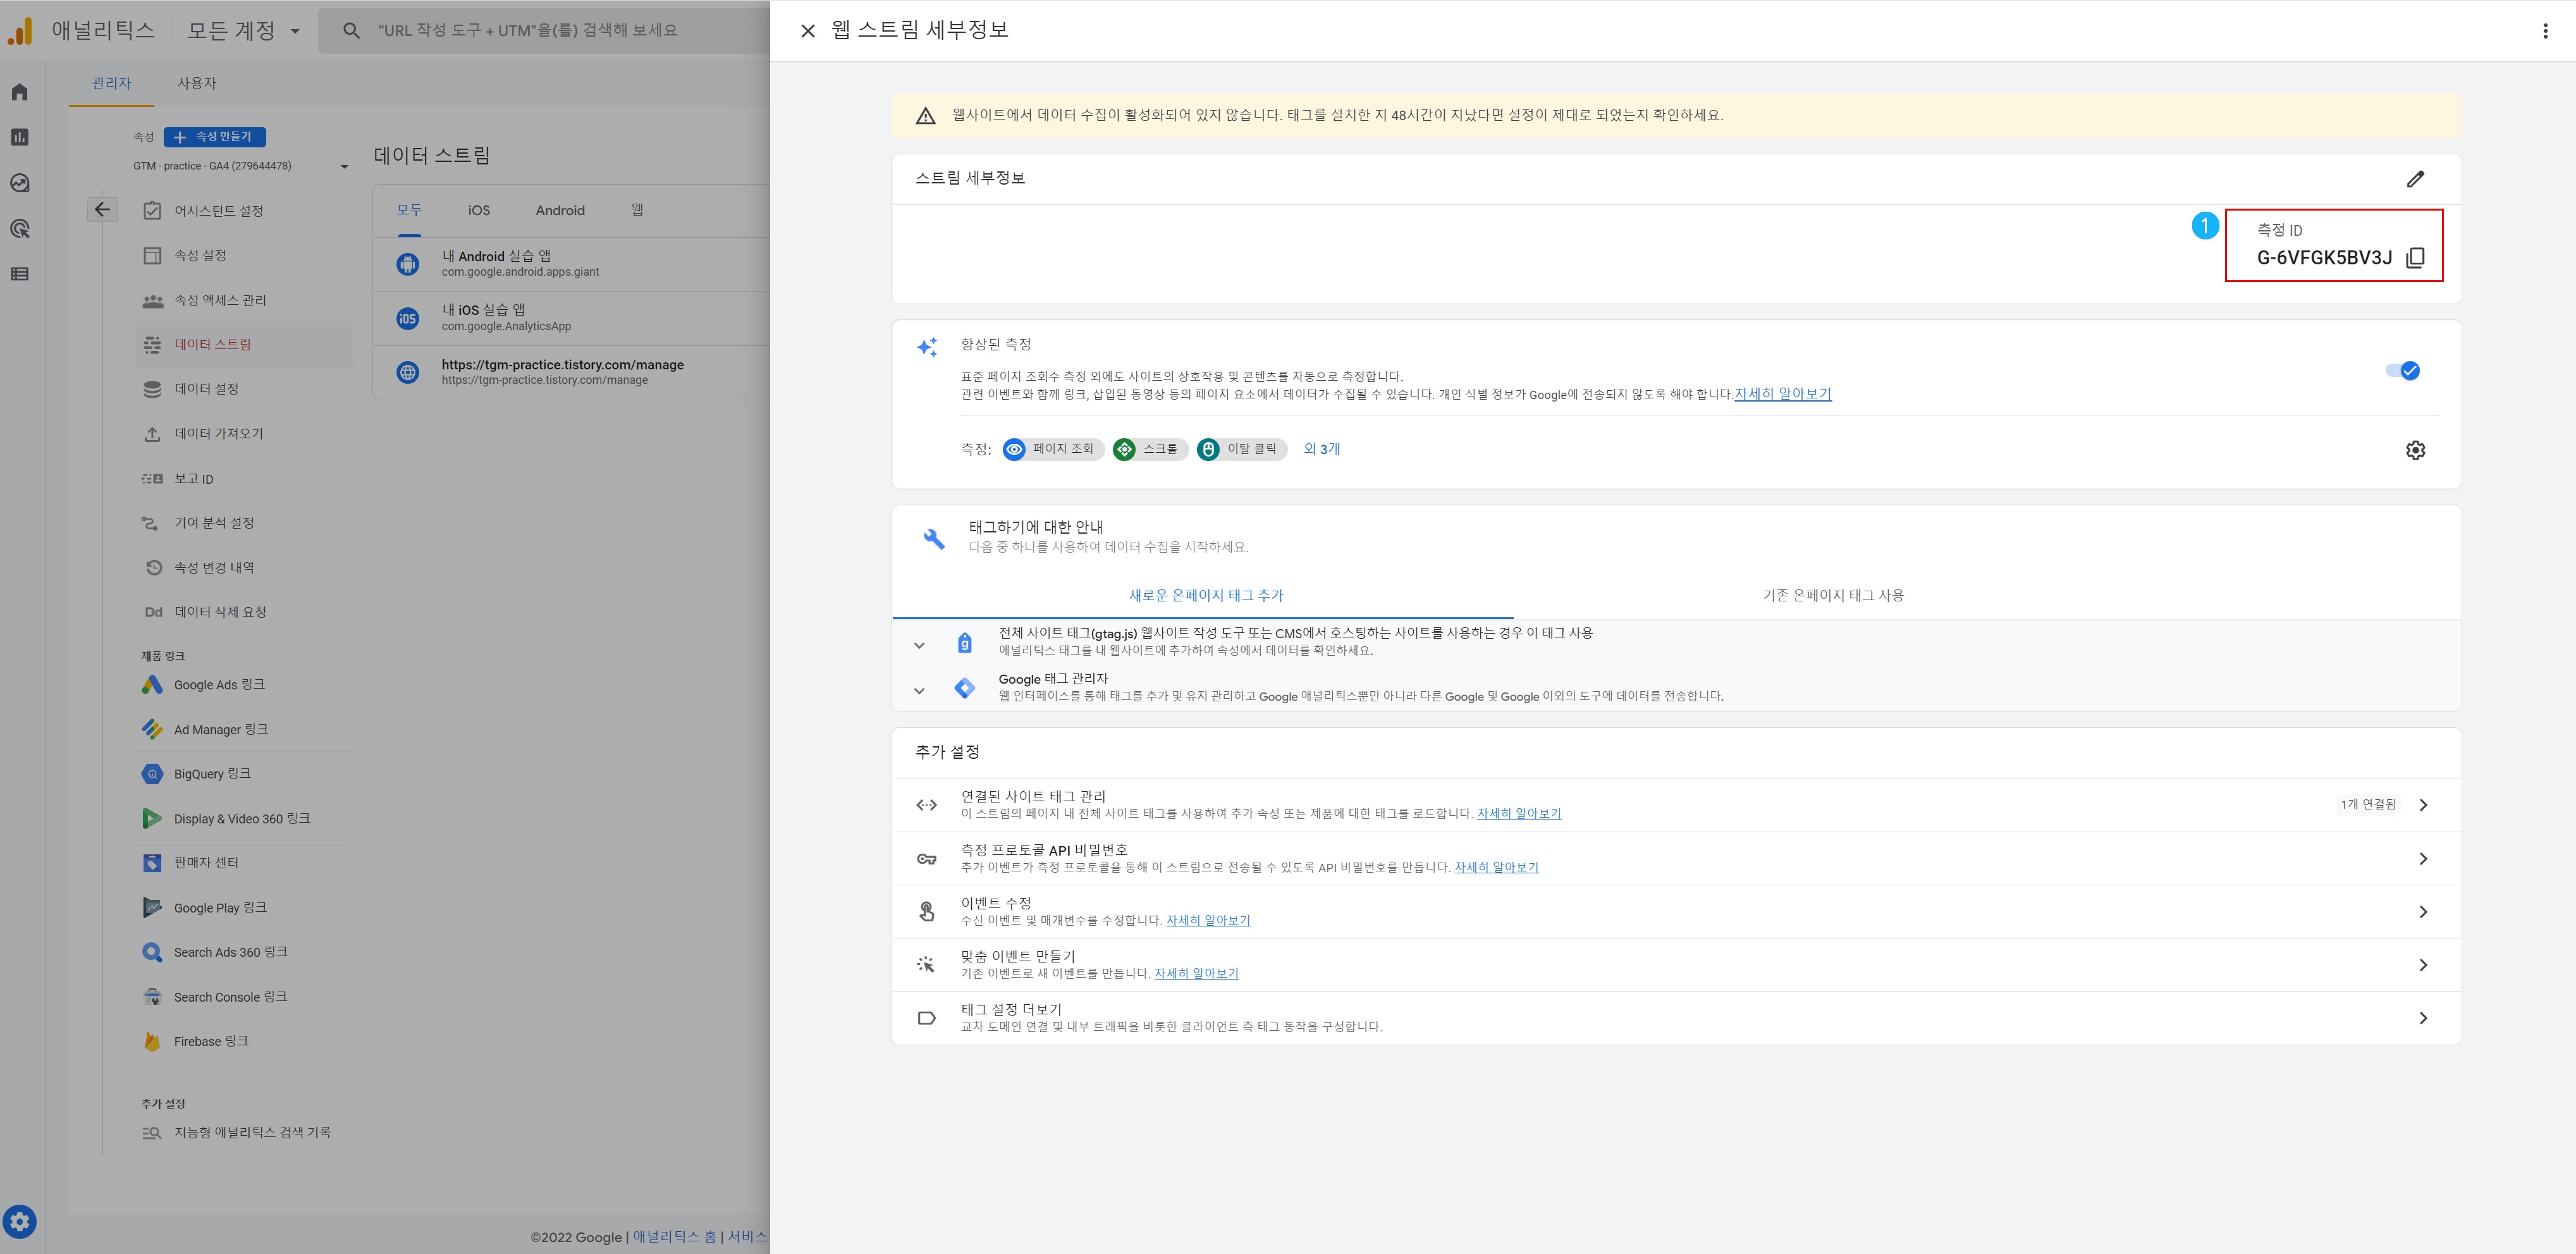 애널리틱스
모든 계정
"URL 작성 도구 + UTM"을(를) 검색해 보세요
관리자
사용자
속성
속성 만들기
GTM - practice - GA4 (279644478)
어시스턴트 설정
속성 설정
속성 액세스 관리
데이터 스트림
데이터 설정
데이터 가져오기
보고 ID
기여 분석 설정
속성 변경 내역
Dd 데이터 삭제 요청
제품 링크
Google Ads 링크
Ad Manager 링크
BigQuery 링크
Display & Video 360 링크
판매자 센터
Google Play 링크
Search Ads 360 링크
Search Console 링크
Firebase 링크
추가 설정
지능형 애널리틱스 검색 기록
데이터 스트림
모두 iOS Android 웹
내 Android 실습 앱
com.google.android.apps.giant
iOS
내 iOS 실습 앱
com.google.AnalyticsApp
https://tgm-practice.tistory.com/manage
https://tgm-practice.tistory.com/manage
©2022 Google | 애널리틱스 홈 | 서비스
웹 스트림 세부정보
웹사이트에서 데이터 수집이 활성화되어 있지 않습니다. 태그를 설치한 지 48시간이 지났다면 설정이 제대로 되었는지 확인하세요.
스트림 세부정보
1
측정 ID
G-6VFGK5BV3J
향상된 측정
표준 페이지 조회수 측정 외에도 사이트의 상호작용 및 콘텐츠를 자동으로 측정합니다.
관련 이벤트와 함께 링크, 삽입된 동영상 등의 페이지 요소에서 데이터가 수집될 수 있습니다. 개인 식별 정보가 Google에 전송되지 않도록 해야 합니다.자세히 알아보기
측정: 페이지 조회 스크롤 이탈 클릭 외 3개
태그하기에 대한 안내
다음 중 하나를 사용하여 데이터 수집을 시작하세요.
새로운 온페이지 태그 추가
기존 온페이지 태그 사용
g
전체 사이트 태그(gtag.js) 웹사이트 작성 도구 또는 CMS에서 호스팅하는 사이트를 사용하는 경우 이 태그 사용
애널리틱스 태그를 내 웹사이트에 추가하여 속성에서 데이터를 확인하세요.
Google 태그 관리자
웹 인터페이스를 통해 태그를 추가 및 유지 관리하고 Google 애널리틱스뿐만 아니라 다른 Google 및 Google 이외의 도구에 데이터를 전송합니다.
추가 설정
연결된 사이트 태그 관리
이 스트림의 페이지 내 전체 사이트 태그를 사용하여 추가 속성 또는 제품에 대한 태그를 로드합니다. 자세히 알아보기
1개 연결됨
측정 프로토콜 API 비밀번호
추가 이벤트가 측정 프로토콜을 통해 이 스트림으로 전송될 수 있도록 API 비밀번호를 만듭니다. 자세히 알아보기
이벤트 수정
수신 이벤트 및 매개변수를 수정합니다. 자세히 알아보기
맞춤 이벤트 만들기
기존 이벤트로 새 이벤트를 만듭니다. 자세히 알아보기
태그 설정 더보기
교차 도메인 연결 및 내부 트래픽을 비롯한 클라이언트 측 태그 동작을 구성합니다.